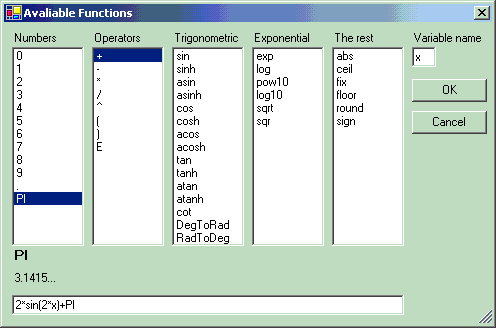 Avaliable Functions
Numbers Operators Trigonometric Exponential The rest Variable name
0 + sin exp abs x
1 - sinh log ceil
2 * asin pow10 fix
3 / asinh log10 floor
4 ^ cos sqrt round
5 ( cosh sqr sign
6 ) acos
7 E acosh
8 tan
9 tanh
. atan
PI atanh
cot
DegToRad
RadToDeg
OK
Cancel
PI
3.1415...
2*sin(2*x)+PI